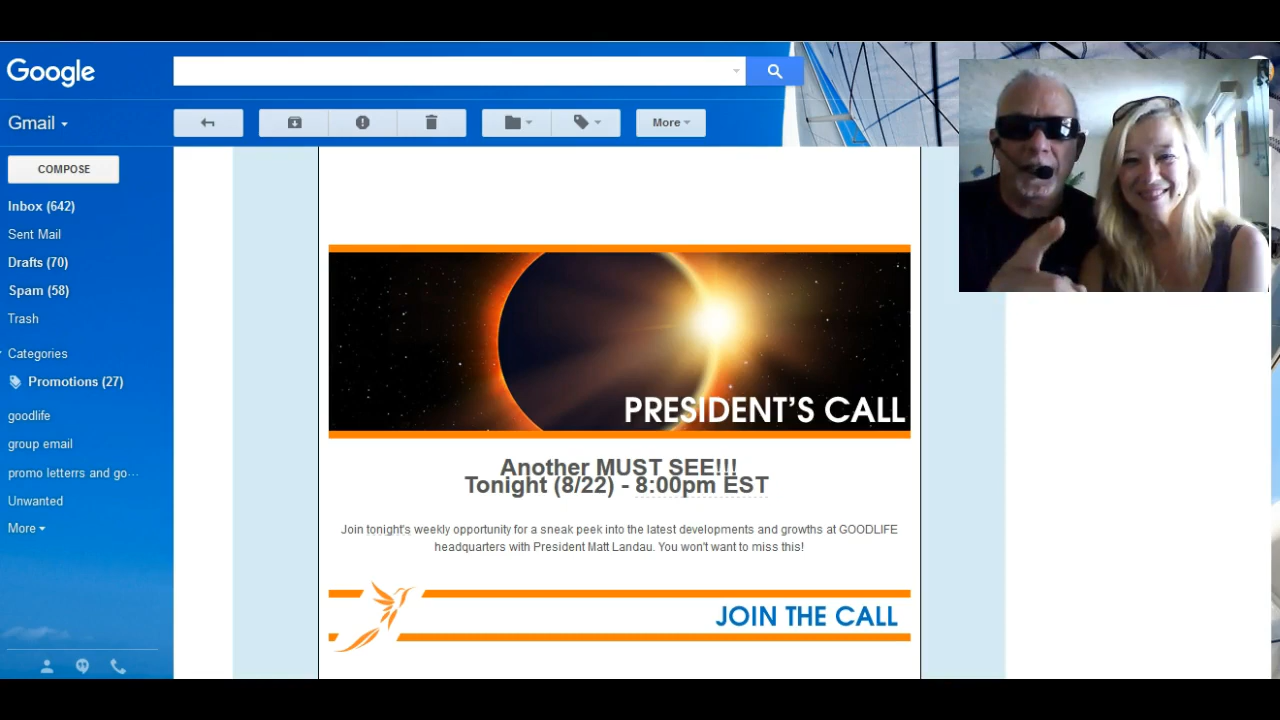 Google
Gmail
More
COMPOSE
Inbox (642)
Sent Mail
Drafts (70)
Spam (58)
Trash
Categories
Promotions (27)
goodlife
group email
promo letterrs and go...
Unwanted
More
PRESIDENT'S CALL
Another MUST SEE!!!
Tonight (8/22) - 8:00pm EST
Join tonight's weekly opportunity for a sneak peek into the latest developments and growths at GOODLIFE
headquarters with President Matt Landau. You won't want to miss this!
JOIN THE CALL